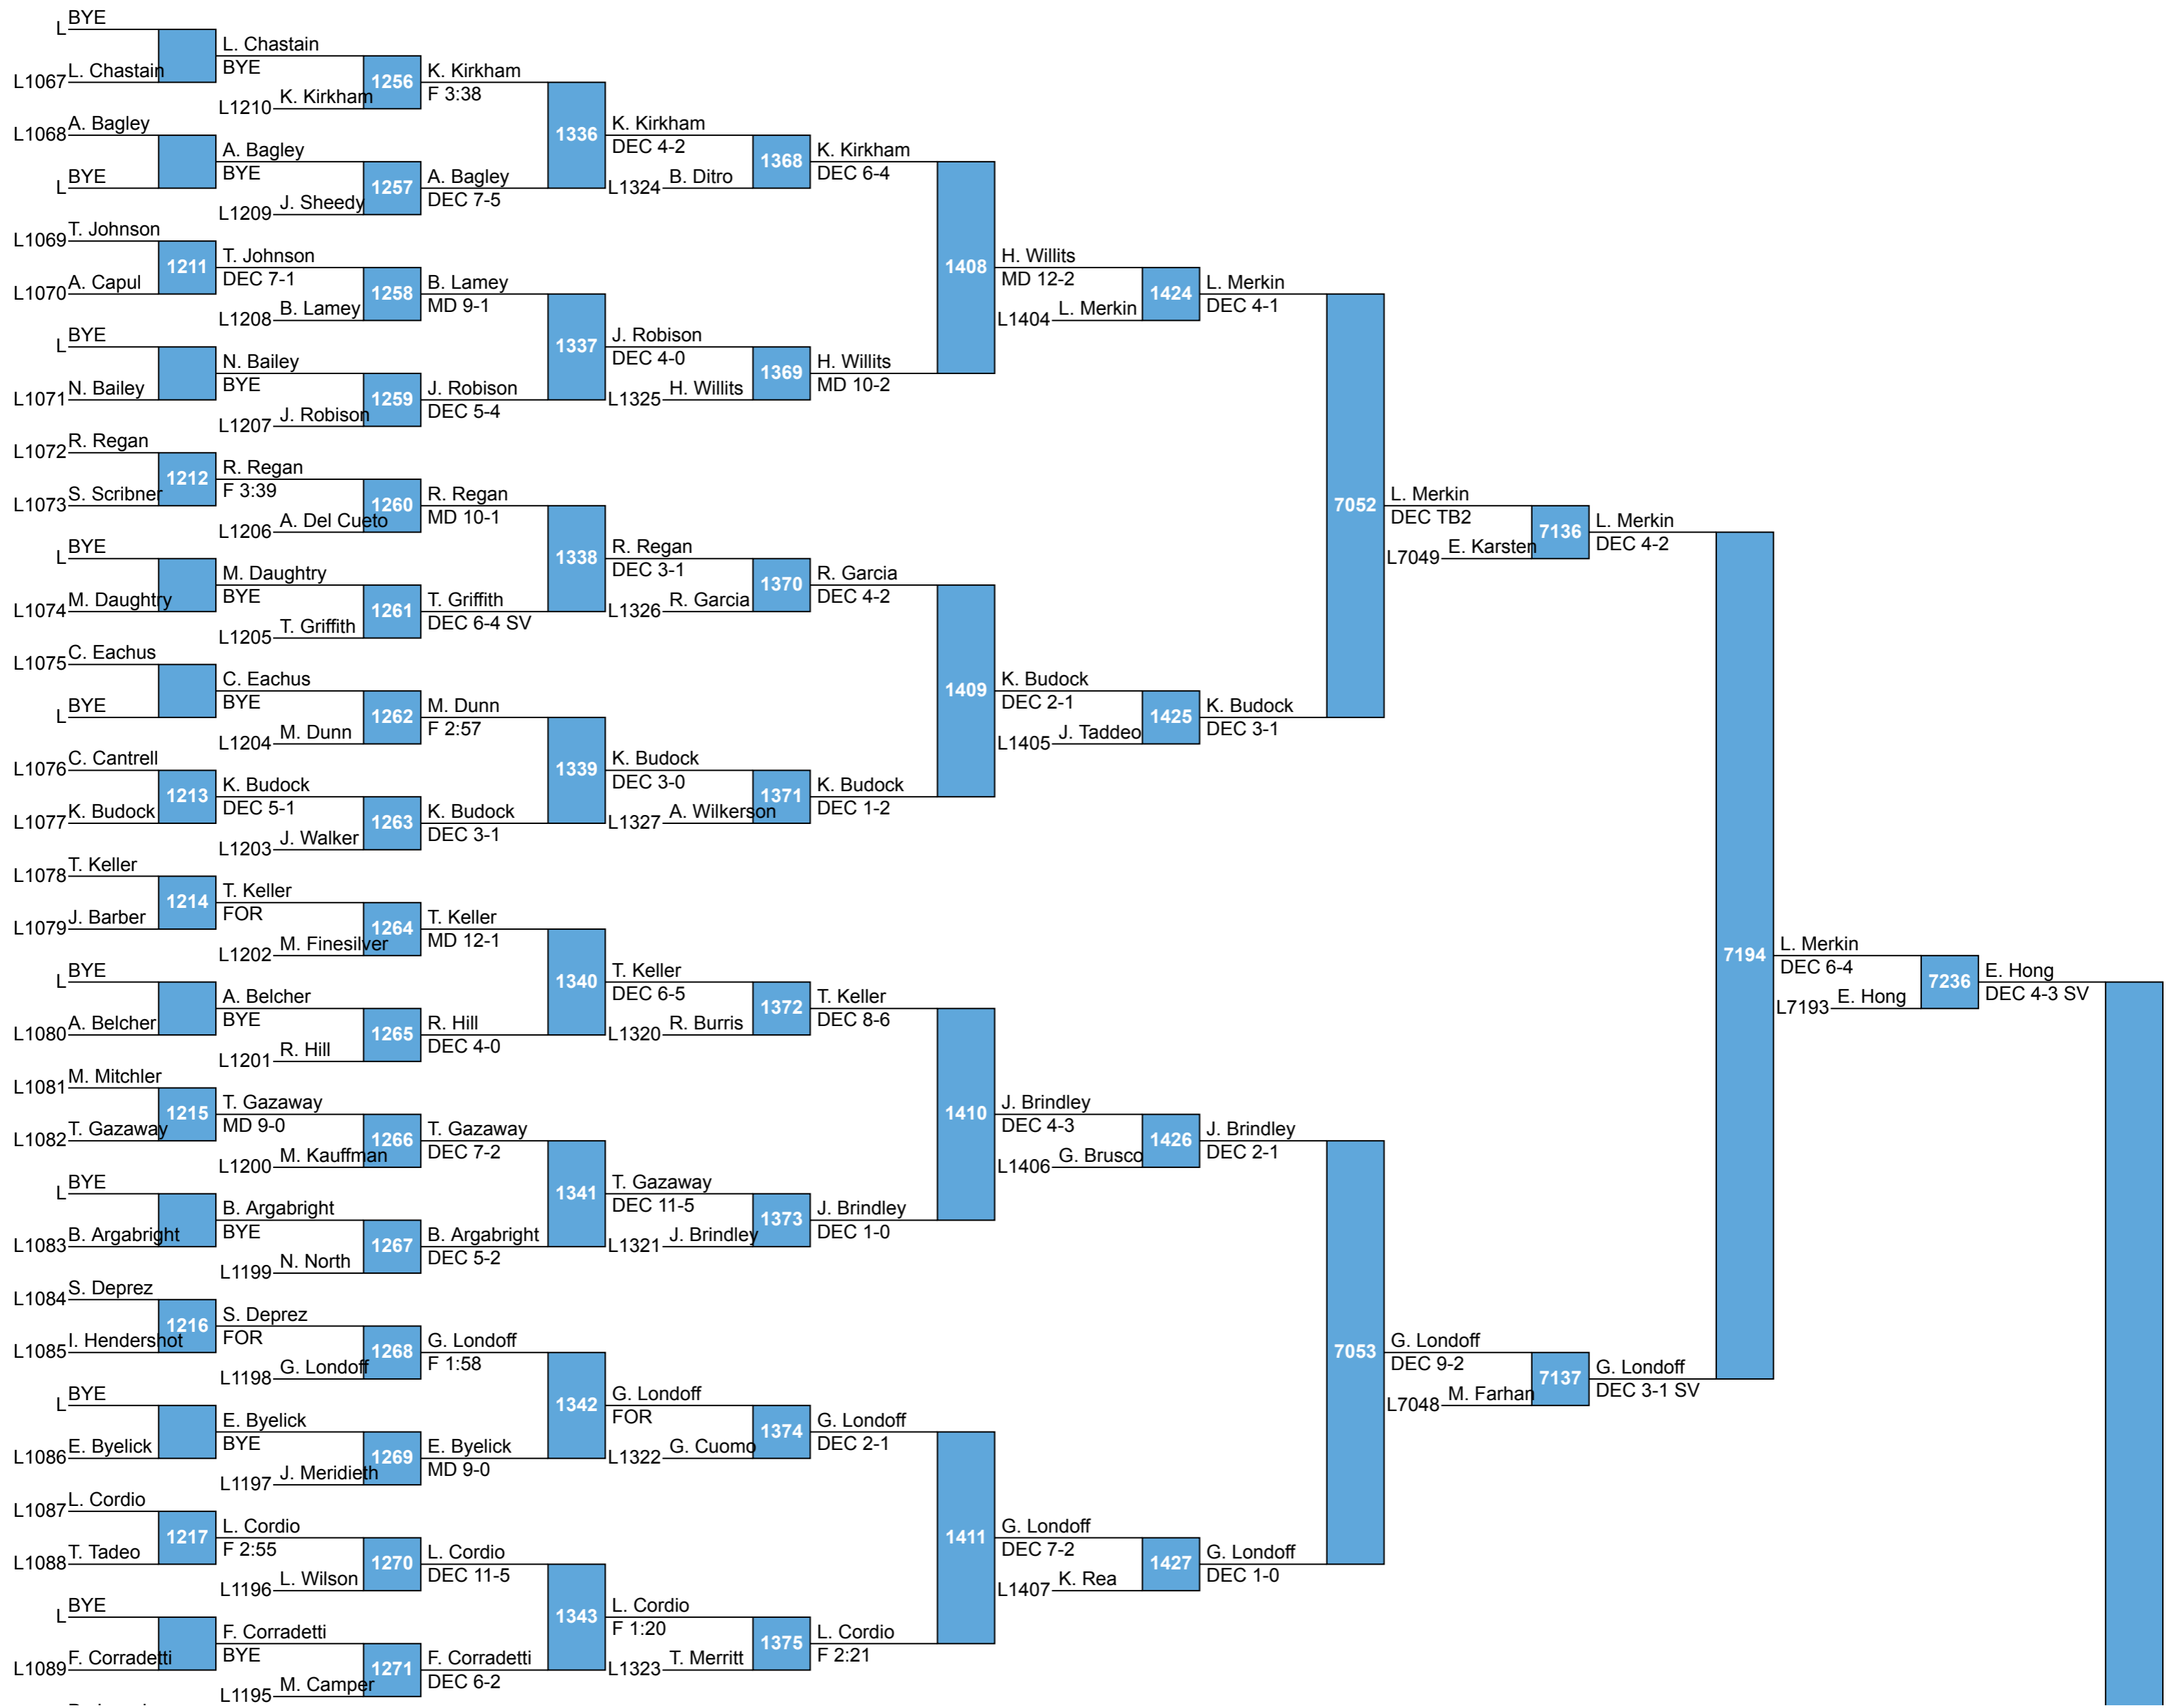 BYE
L
L. Chastain
BYE
L1067 L. Chastain
1256
K. Kirkham
F 3:38
L1210 K. Kirkham
L1068 A. Bagley
1336
K. Kirkham
DEC 4-2
A. Bagley
BYE
1368
K. Kirkham
DEC 6-4
L BYE
1257
A. Bagley
DEC 7-5
L1324 B. Ditro
L1209 J. Sheedy
L1069 T. Johnson
1211
T. Johnson
DEC 7-1
1408
H. Willits
MD 12-2
L1070 A. Capul
1258
B. Lamey
MD 9-1
1424
L. Merkin
DEC 4-1
L1208 B. Lamey
L1404 L. Merkin
L BYE
1337
J. Robison
DEC 4-0
N. Bailey
BYE
1369
H. Willits
MD 10-2
L1071 N. Bailey
1259
J. Robison
DEC 5-4
L1325 H. Willits
L1207 J. Robison
L1072 R. Regan
1212
R. Regan
F 3:39
L1073 S. Scribner
1260
R. Regan
MD 10-1
7052
L. Merkin
DEC TB2
L1206 A. Del Cueto
7136
L. Merkin
DEC 4-2
L BYE
1338
R. Regan
DEC 3-1
L7049 E. Karsten
M. Daughtry
BYE
1370
R. Garcia
DEC 4-2
L1074 M. Daughtry
1261
T. Griffith
DEC 6-4 SV
L1326 R. Garcia
L1205 T. Griffith
L1075 C. Eachus
C. Eachus
BYE
1409
K. Budock
DEC 2-1
L BYE
1262
M. Dunn
F 2:57
1425
K. Budock
DEC 3-1
L1204 M. Dunn
L1405 J. Taddeo
L1076 C. Cantrell
1339
K. Budock
DEC 3-0
1213
K. Budock
DEC 5-1
1371
K. Budock
DEC 1-2
L1077 K. Budock
1263
K. Budock
DEC 3-1
L1327 A. Wilkerson
L1203 J. Walker
L1078 T. Keller
1214
T. Keller
FOR
L1079 J. Barber
1264
T. Keller
MD 12-1
L1202 M. Finesilver
7194
L. Merkin
DEC 6-4
L BYE
1340
T. Keller
DEC 6-5
7236
E. Hong
DEC 4-3 SV
A. Belcher
BYE
1372
T. Keller
DEC 8-6
L7193 E. Hong
L1080 A. Belcher
1265
R. Hill
DEC 4-0
L1320 R. Burris
L1201 R. Hill
L1081 M. Mitchler
1215
T. Gazaway
MD 9-0
1410
J. Brindley
DEC 4-3
L1082 T. Gazaway
1266
T. Gazaway
DEC 7-2
1426
J. Brindley
DEC 2-1
L1200 M. Kauffman
L1406 G. Brusco
L BYE
1341
T. Gazaway
DEC 11-5
B. Argabright
BYE
1373
J. Brindley
DEC 1-0
L1083 B. Argabright
1267
B. Argabright
DEC 5-2
L1321 J. Brindley
L1199 N. North
L1084 S. Deprez
1216
S. Deprez
FOR
L1085 I. Hendershot
1268
G. Londoff
F 1:58
7053
G. Londoff
DEC 9-2
L1198 G. Londoff
7137
G. Londoff
DEC 3-1 SV
L BYE
1342
G. Londoff
FOR
L7048 M. Farhan
E. Byelick
BYE
1374
G. Londoff
DEC 2-1
L1086 E. Byelick
1269
E. Byelick
MD 9-0
L1322 G. Cuomo
L1197 J. Meridieth
L1087 L. Cordio
1217
L. Cordio
F 2:55
1411
G. Londoff
DEC 7-2
L1088 T. Tadeo
1270
L. Cordio
DEC 11-5
1427
G. Londoff
DEC 1-0
L1196 L. Wilson
L1407 K. Rea
L BYE
1343
L. Cordio
F 1:20
F. Corradetti
BYE
1375
L. Cordio
F 2:21
L1089 F. Corradetti
1271
F. Corradetti
DEC 6-2
L1323 T. Merritt
L1195 M. Camper